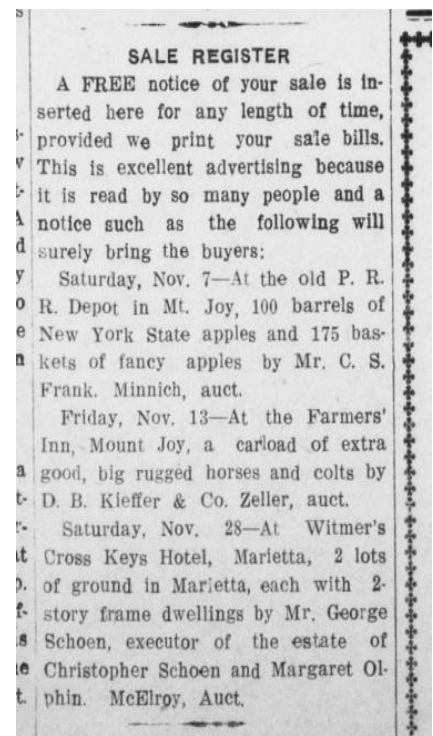 SALE REGISTER
A FREE notice of your sale is in-
serted here for any length of time,
provided we print your sale bills.
This is excellent advertising because
it is read by so many people and a
notice such as the following will
surely bring the buyers:
Saturday, Nov. 7—At the old P. R.
R. Depot in Mt. Joy, 100 barrels of
New York State apples and 175 bas-
kets of fancy apples by Mr. C. S.
Frank. Minnich, auct.
Friday, Nov. 13—At the Farmers'
Inn, Mount Joy, a carload of extra
good, big rugged horses and colts by
D. B. Kieffer & Co. Zeller, auct.
Saturday, Nov. 28—At Witmer's
Cross Keys Hotel, Marietta, 2 lots
of ground in Marietta, each with 2-
story frame dwellings by Mr. George
Schoen, executor of the estate of
Christopher Schoen and Margaret Ol-
phin. McElroy, Auct.